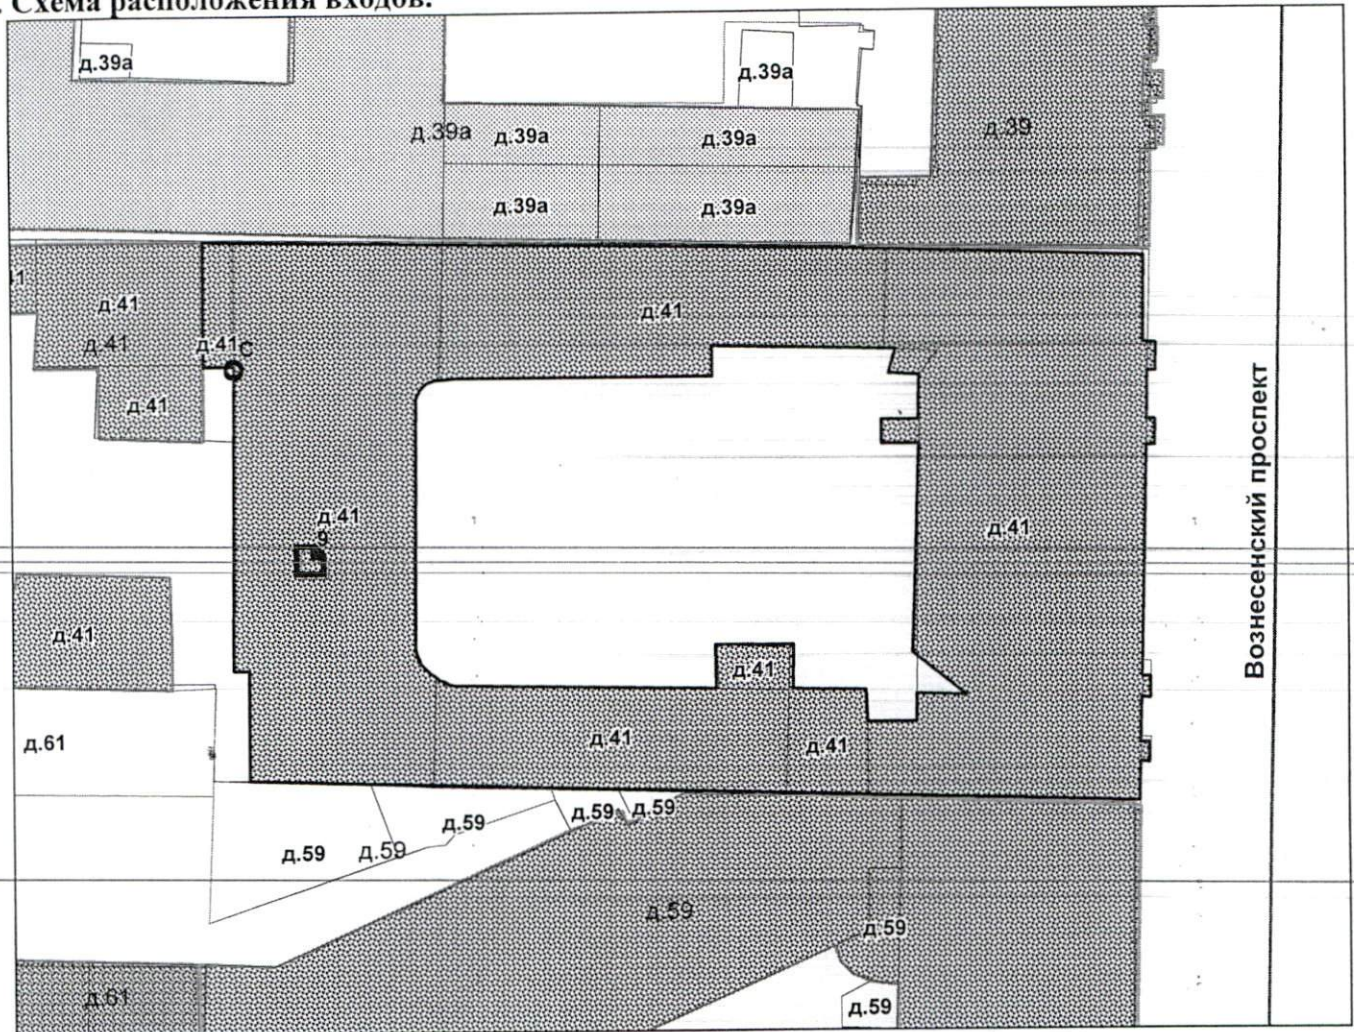 . Схема расположения входов.
д.39а
д.39а
д.39а
д.39а
д.39а
д.39
д.39а
д.39а
41
д.41
д.41
д.41
д.41
С
д.41
д.41
9
д.41
Вознесенский проспект
д.41
д.41
д.61
д.41
д.41
д.59
д.59
д.59
д.59
д.59
д.59
д.59
д.61
д.59